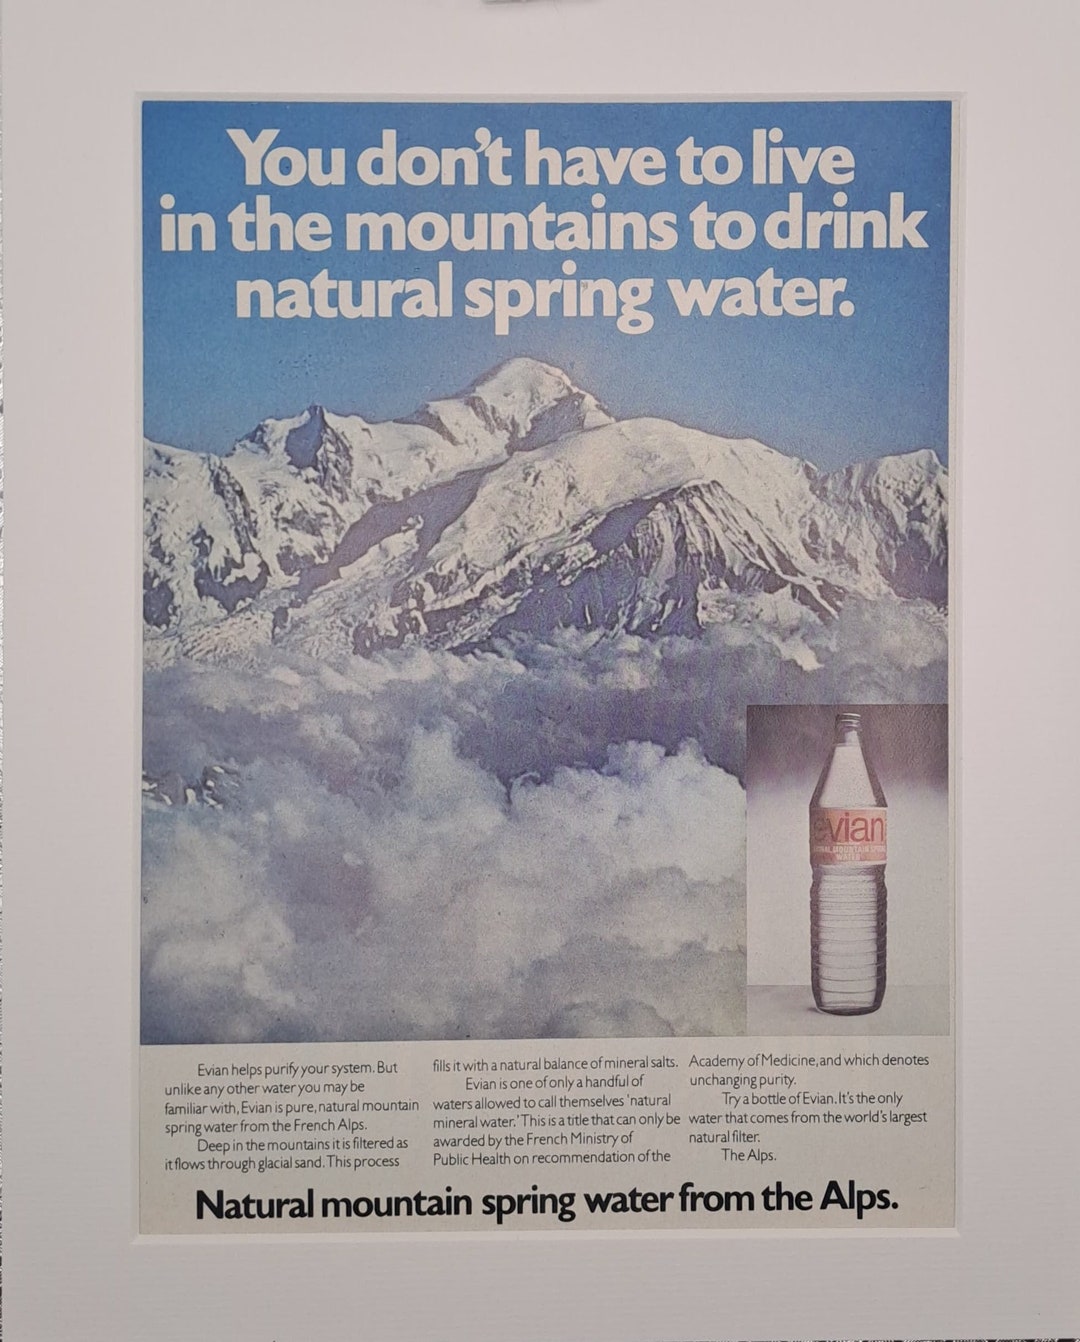 You don't have to live
in the mountains to drink
natural spring water.
evian
NATURAL MOUNTAIN SPRING
WATER
Evian helps purify your system. But
unlike any other water you may be
familiar with, Evian is pure, natural mountain
spring water from the French Alps.
Deep in the mountains it is filtered as
it flows through glacial sand. This process
fills it with a natural balance of mineral salts.
Evian is one of only a handful of
waters allowed to call themselves 'natural
mineral water.' This is a title that can only be
awarded by the French Ministry of
Public Health on recommendation of the
Academy of Medicine, and which denotes
unchanging purity.
Try a bottle of Evian. It's the only
water that comes from the world's largest
natural filter.
The Alps.
Natural mountain spring water from the Alps.